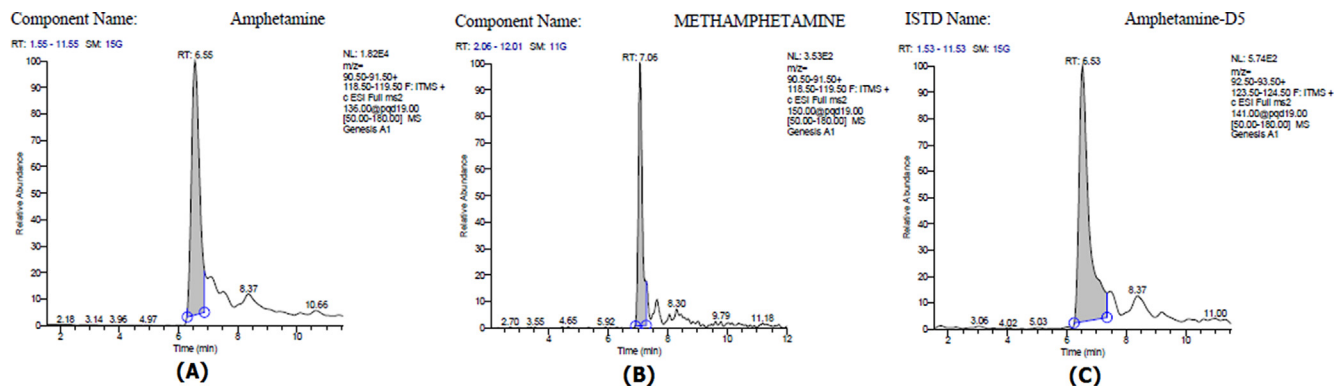 Component Name: Amphetamine
RT: 1.55 - 11.55 SM: 15G
NL: 1.82E4
m/z=
90.50-91.50+
118.50-119.50 F: ITMS +
c ESI Full ms2
136.00@pqd19.00
[50.00-180.00] MS
Genesis A1
RT: 6.55
100
90
80
70
60
50
40
30
20
10
0
Relative Abundance
2.18 3.14 3.96 4.97 8.37 10.66
2 4 6 8 10
Time (min)
(A)
Component Name: METHAMPHETAMINE
RT: 2.06 - 12.01 SM: 11G
NL: 3.53E2
m/z=
90.50-91.50+
118.50-119.50 F: ITMS +
c ESI Full ms2
150.00@pqd19.00
[50.00-180.00] MS
Genesis A1
RT: 7.06
100
90
80
70
60
50
40
30
20
10
0
Relative Abundance
2.70 3.55 4.65 5.92 8.30 9.79 11.18
4 6 8 10 12
Time (min)
(B)
ISTD Name: Amphetamine-D5
RT: 1.53 - 11.53 SM: 15G
NL: 5.74E2
m/z=
92.50-93.50+
123.50-124.50 F: ITMS +
c ESI Full ms2
141.00@pqd19.00
[50.00-180.00] MS
Genesis A1
RT: 6.53
100
90
80
70
60
50
40
30
20
10
0
Relative Abundance
3.06 4.02 5.03 8.37 11.00
2 4 6 8 10
Time (min)
(C)